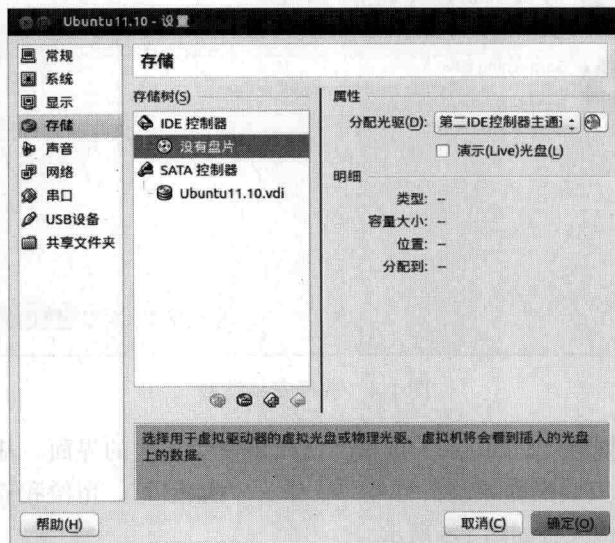 Ubuntu11.10 - 设置
常规
系统
显示
存储
声音
网络
串口
USB设备
共享文件夹
存储
存储树(S)
IDE 控制器
没有盘片
SATA 控制器
Ubuntu11.10.vdi
属性
分配光驱(D): 第二IDE控制器主通
演示(Live)光盘(L)
明细
类型: --
容量大小: --
位置: --
分配到: --
选择用于虚拟驱动器的虚拟光盘或物理光驱。虚拟机将会看到插入的光盘
上的数据。
帮助(H)
取消(C)
确定(O)